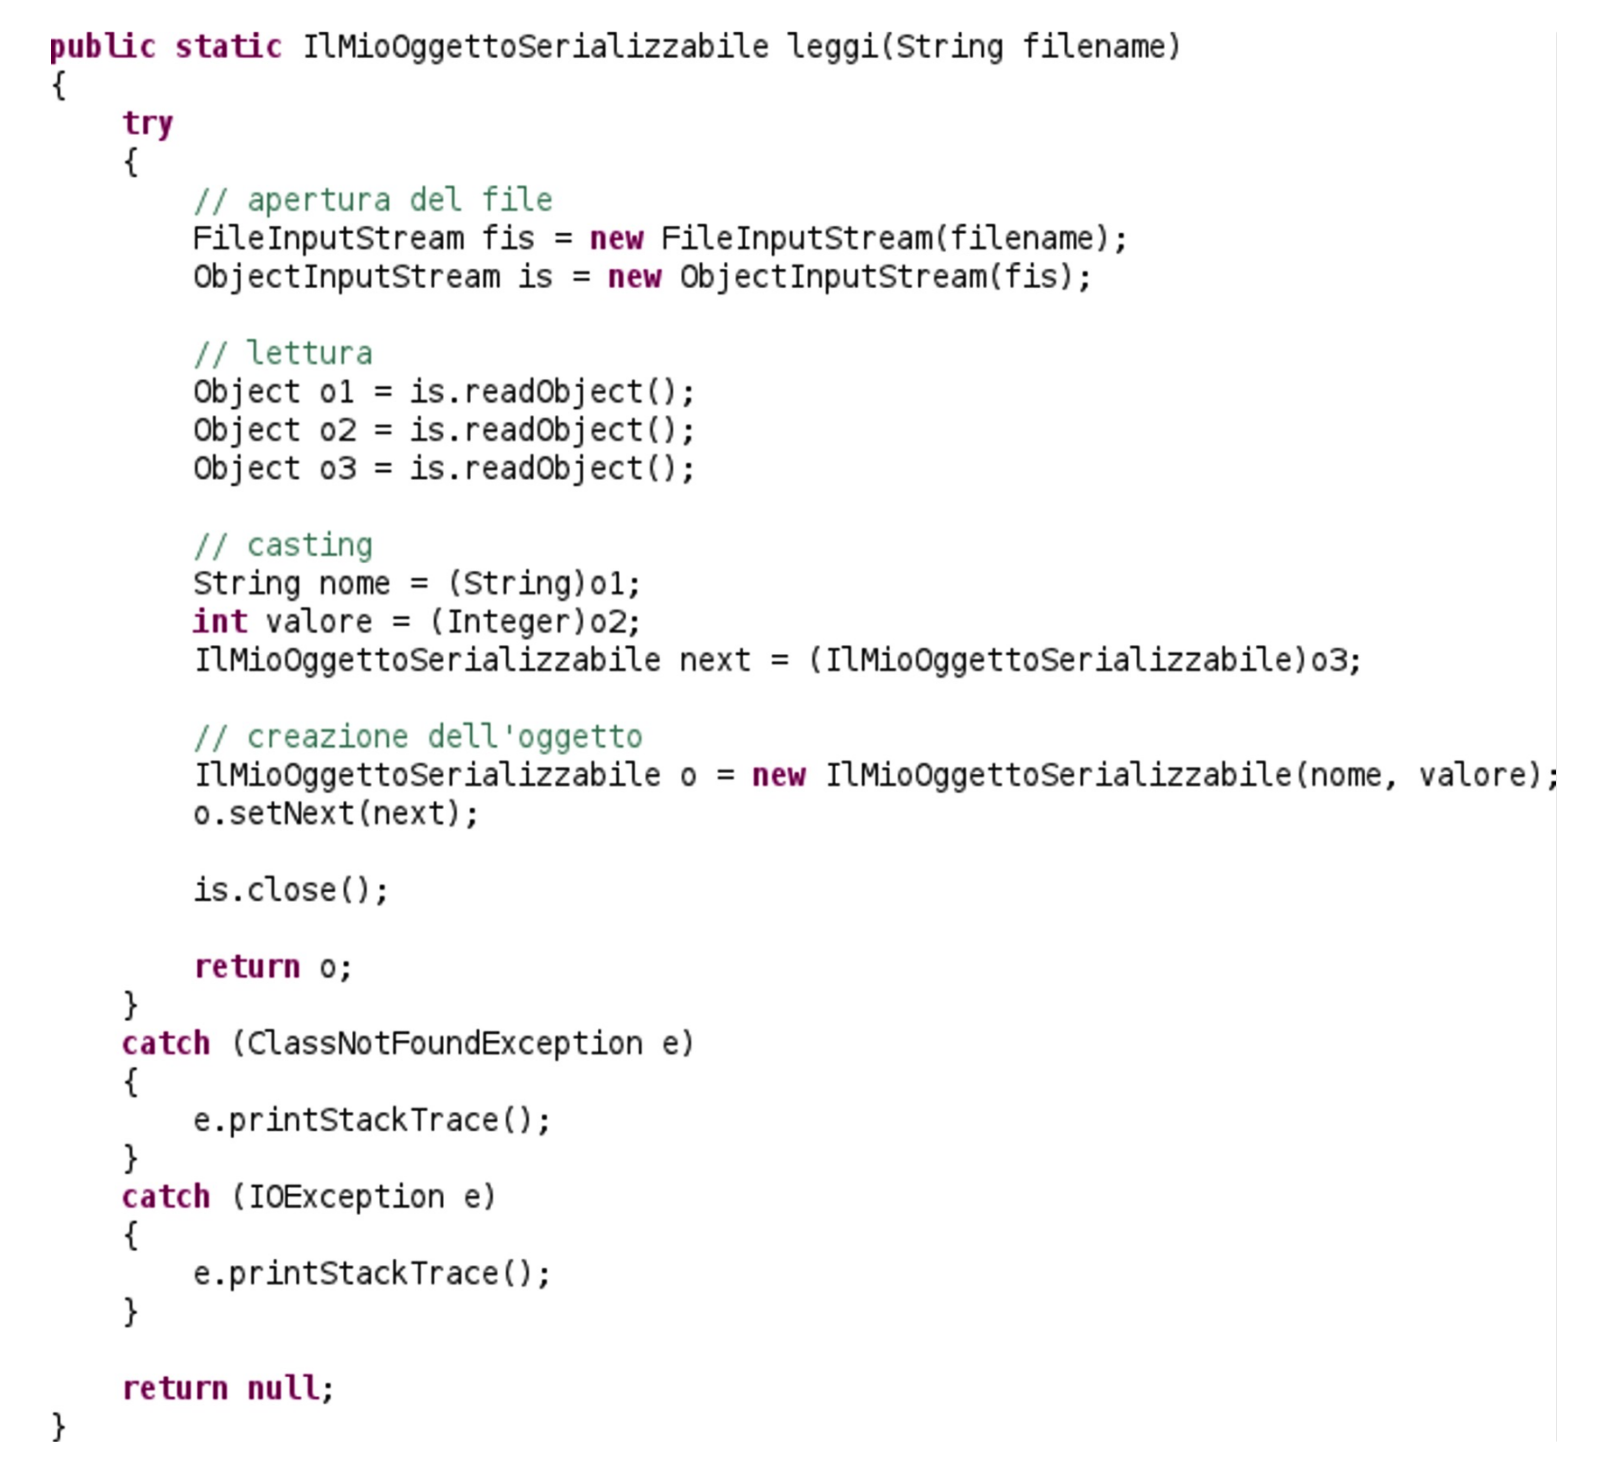 public static IlMioOggettoSerializzabile leggi(String filename)
{
    try
    {
        // apertura del file
        FileInputStream fis = new FileInputStream(filename);
        ObjectInputStream is = new ObjectInputStream(fis);

        // lettura
        Object o1 = is.readObject();
        Object o2 = is.readObject();
        Object o3 = is.readObject();

        // casting
        String nome = (String)o1;
        int valore = (Integer)o2;
        IlMioOggettoSerializzabile next = (IlMioOggettoSerializzabile)o3;

        // creazione dell'oggetto
        IlMioOggettoSerializzabile o = new IlMioOggettoSerializzabile(nome, valore);
        o.setNext(next);

        is.close();

        return o;
    }
    catch (ClassNotFoundException e)
    {
        e.printStackTrace();
    }
    catch (IOException e)
    {
        e.printStackTrace();
    }

    return null;
}